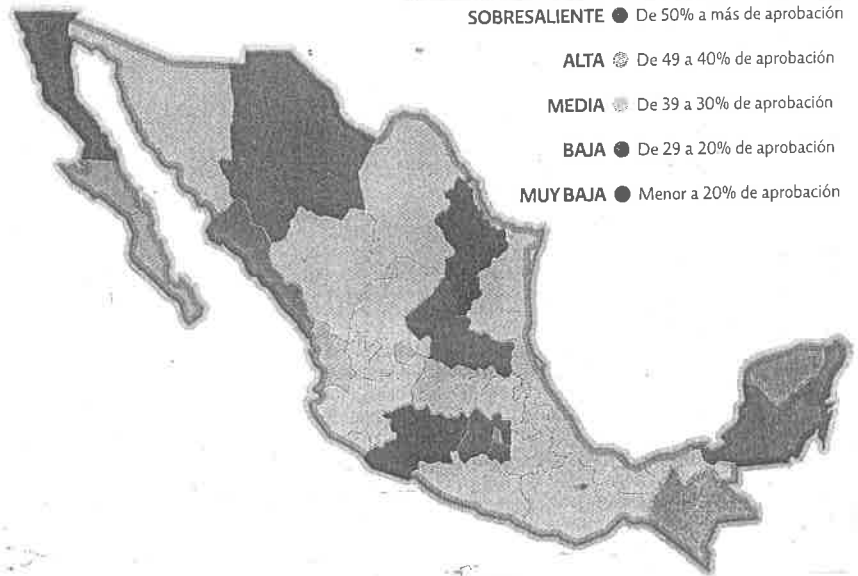 SOBRESALIENTE ● De 50% a más de aprobación
ALTA ● De 49 a 40% de aprobación
MEDIA ● De 39 a 30% de aprobación
BAJA ● De 29 a 20% de aprobación
MUY BAJA ● Menor a 20% de aprobación